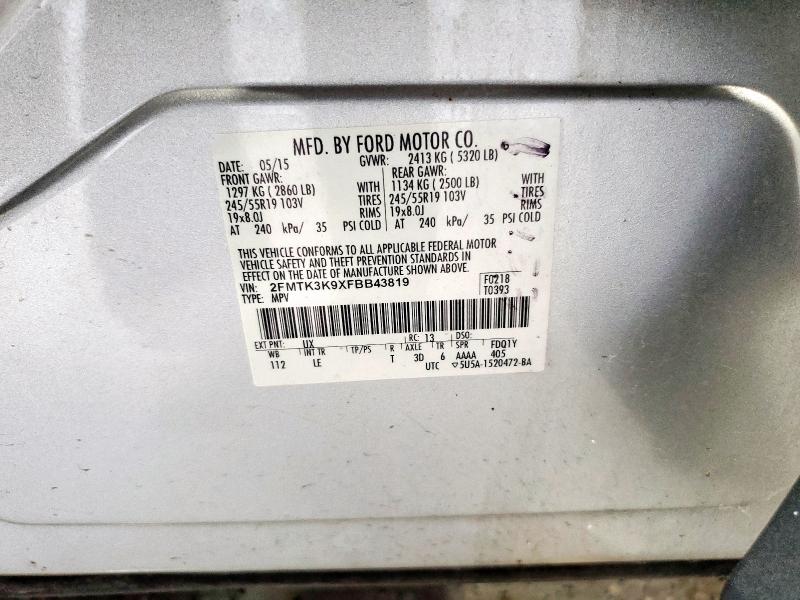 MFD. BY FORD MOTOR CO.
DATE: 05/15 GVWR: 2413 KG ( 5320 LB)
FRONT GAWR: REAR GAWR:
1297 KG ( 2860 LB) WITH 1134 KG ( 2500 LB) WITH
245/55R19 103V TIRES 245/55R19 103V TIRES
19x8.0J RIMS 19x8.0J RIMS
AT 240 kPa/ 35 PSI COLD AT 240 kPa/ 35 PSI COLD
THIS VEHICLE CONFORMS TO ALL APPLICABLE FEDERAL MOTOR
VEHICLE SAFETY AND THEFT PREVENTION STANDARDS IN
EFFECT ON THE DATE OF MANUFACTURE SHOWN ABOVE.
VIN: 2FMTK3K9XFBB43819 F0218
TYPE: MPV T0393
EXT PNT: UX RC: 13 DSO:
WB INT TR TP/PS R AXLE TR SPR FDQ1Y
112 LE T 3D 6 AAAA 405
UTC ▽5U5A-1520472-BA